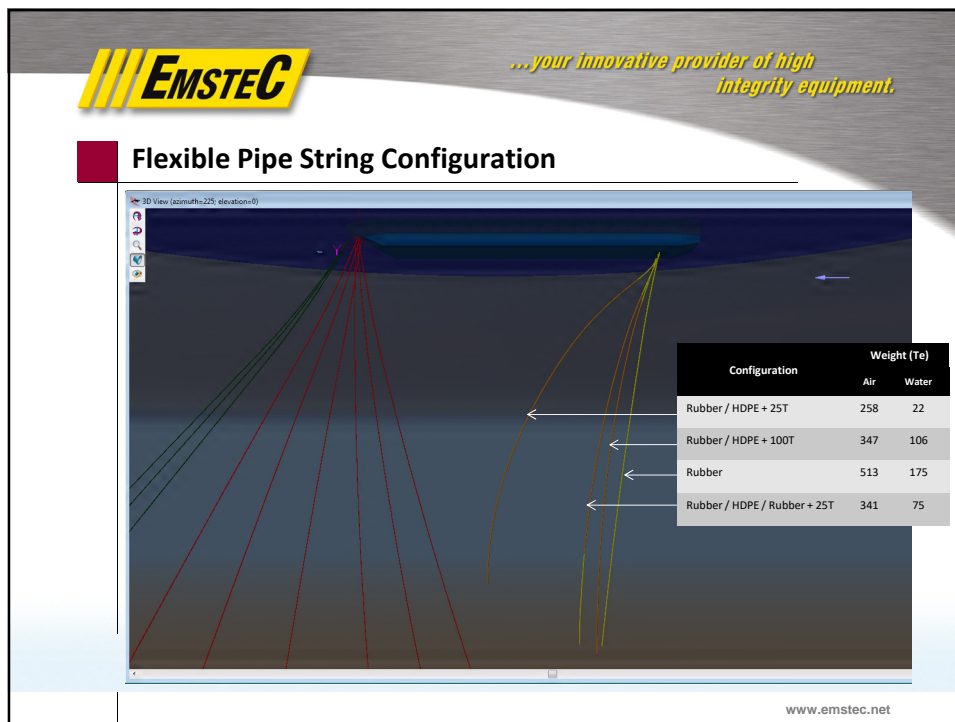 EMSTEC
...your innovative provider of high
integrity equipment.
Flexible Pipe String Configuration
3D View (azimuth=225; elevation=0)
Y
Configuration
Weight (Te)
Air
Water
Rubber / HDPE + 25T 258 22
Rubber / HDPE + 100T 347 106
Rubber 513 175
Rubber / HDPE / Rubber + 25T 341 75
www.emstec.net